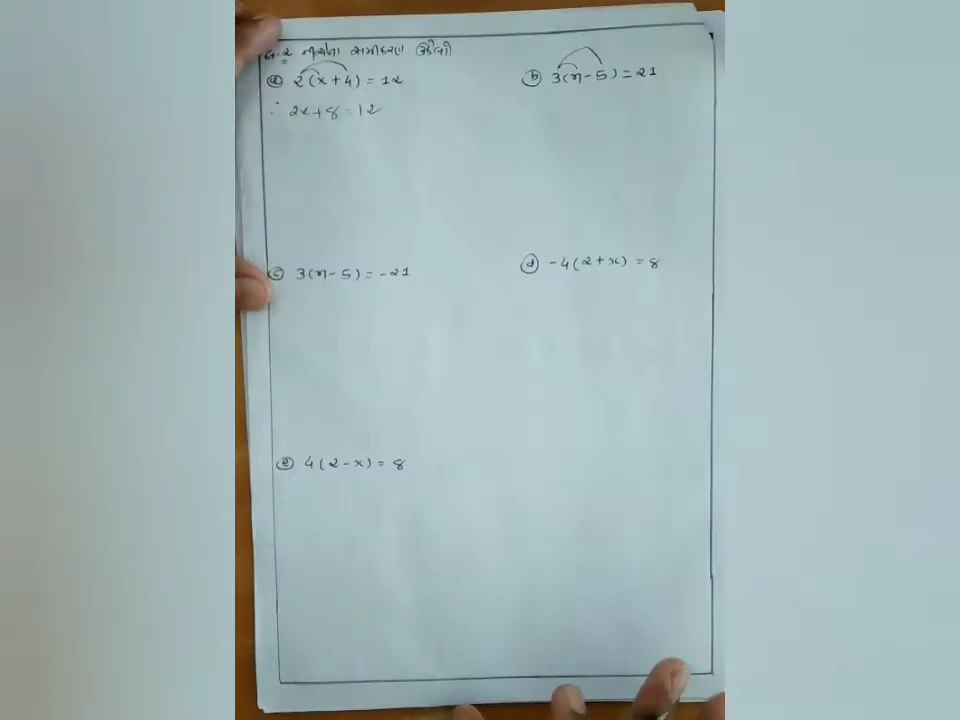 પ્ર-૨ નીચેના સમીકરણ ઉકેલો
(a) 2(x+4) = 12
∴ 2x+8 = 12
(b) 3(n-5) = 21
(c) 3(n-5) = -21
(d) -4(2+x) = 8
(e) 4(2-x) = 8